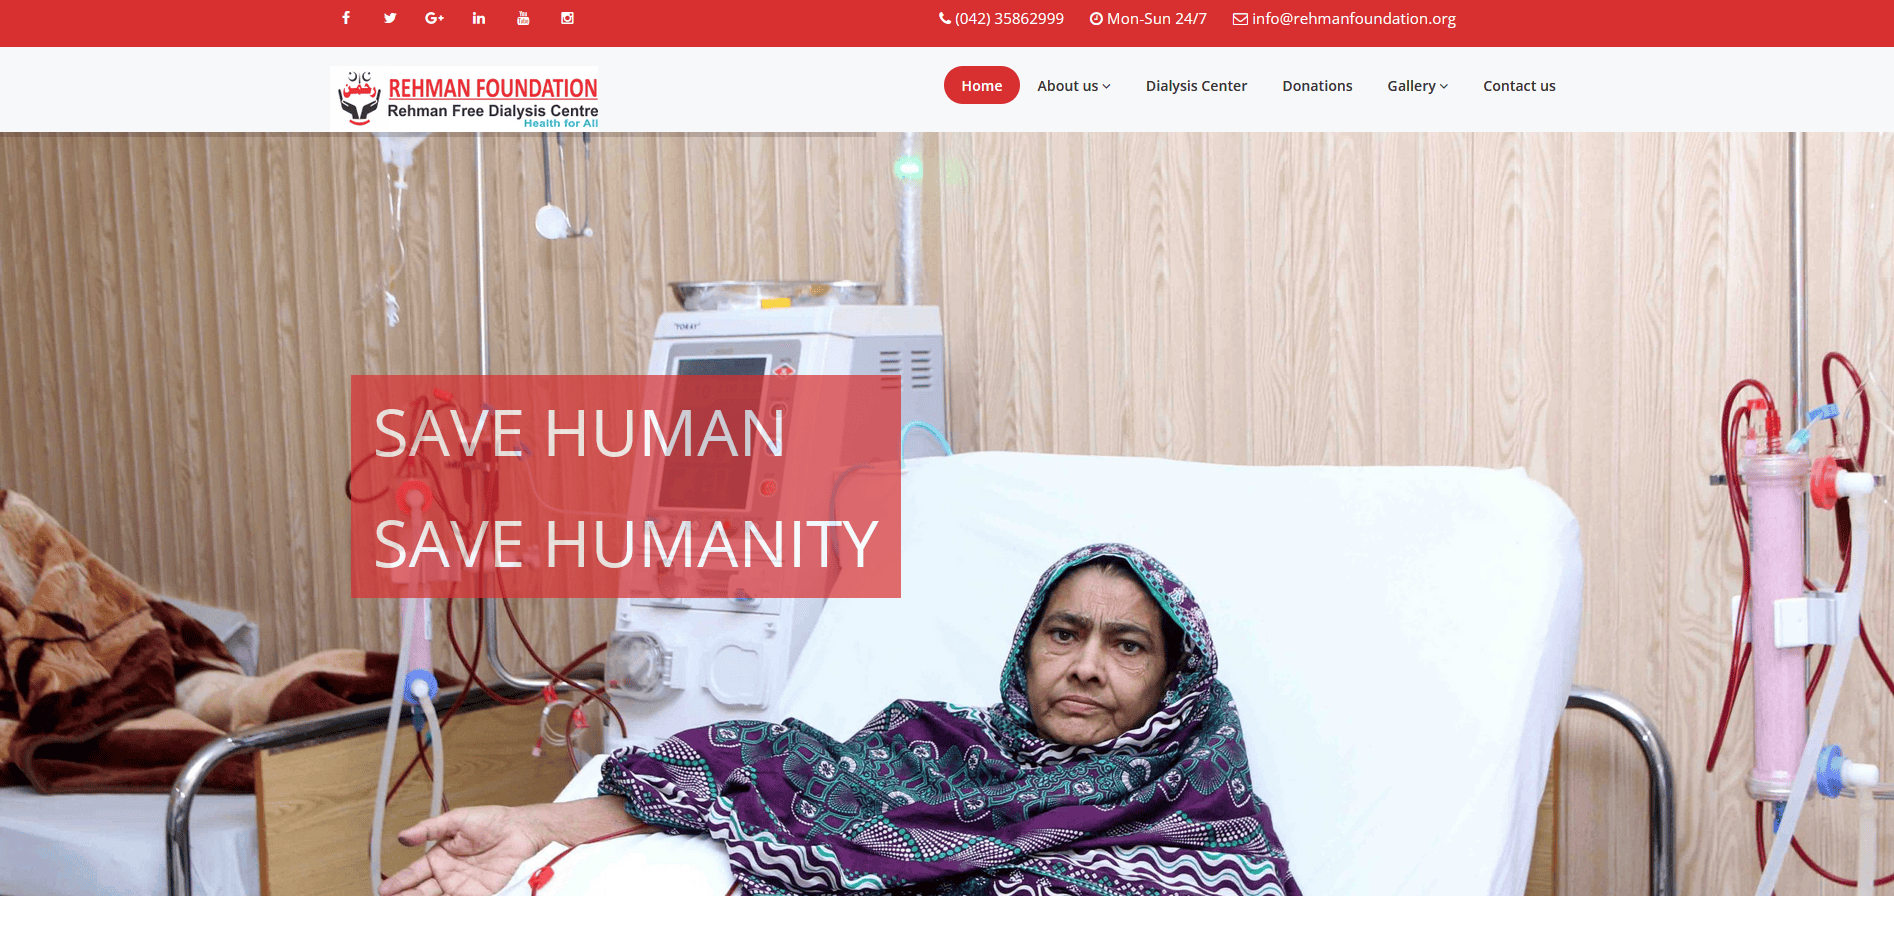 (042) 35862999
Mon-Sun 24/7
info@rehmanfoundation.org
REHMAN FOUNDATION
Rehman Free Dialysis Centre
Health for All
Home
About us
Dialysis Center
Donations
Gallery
Contact us
"TORAY"
SAVE HUMAN
SAVE HUMANITY